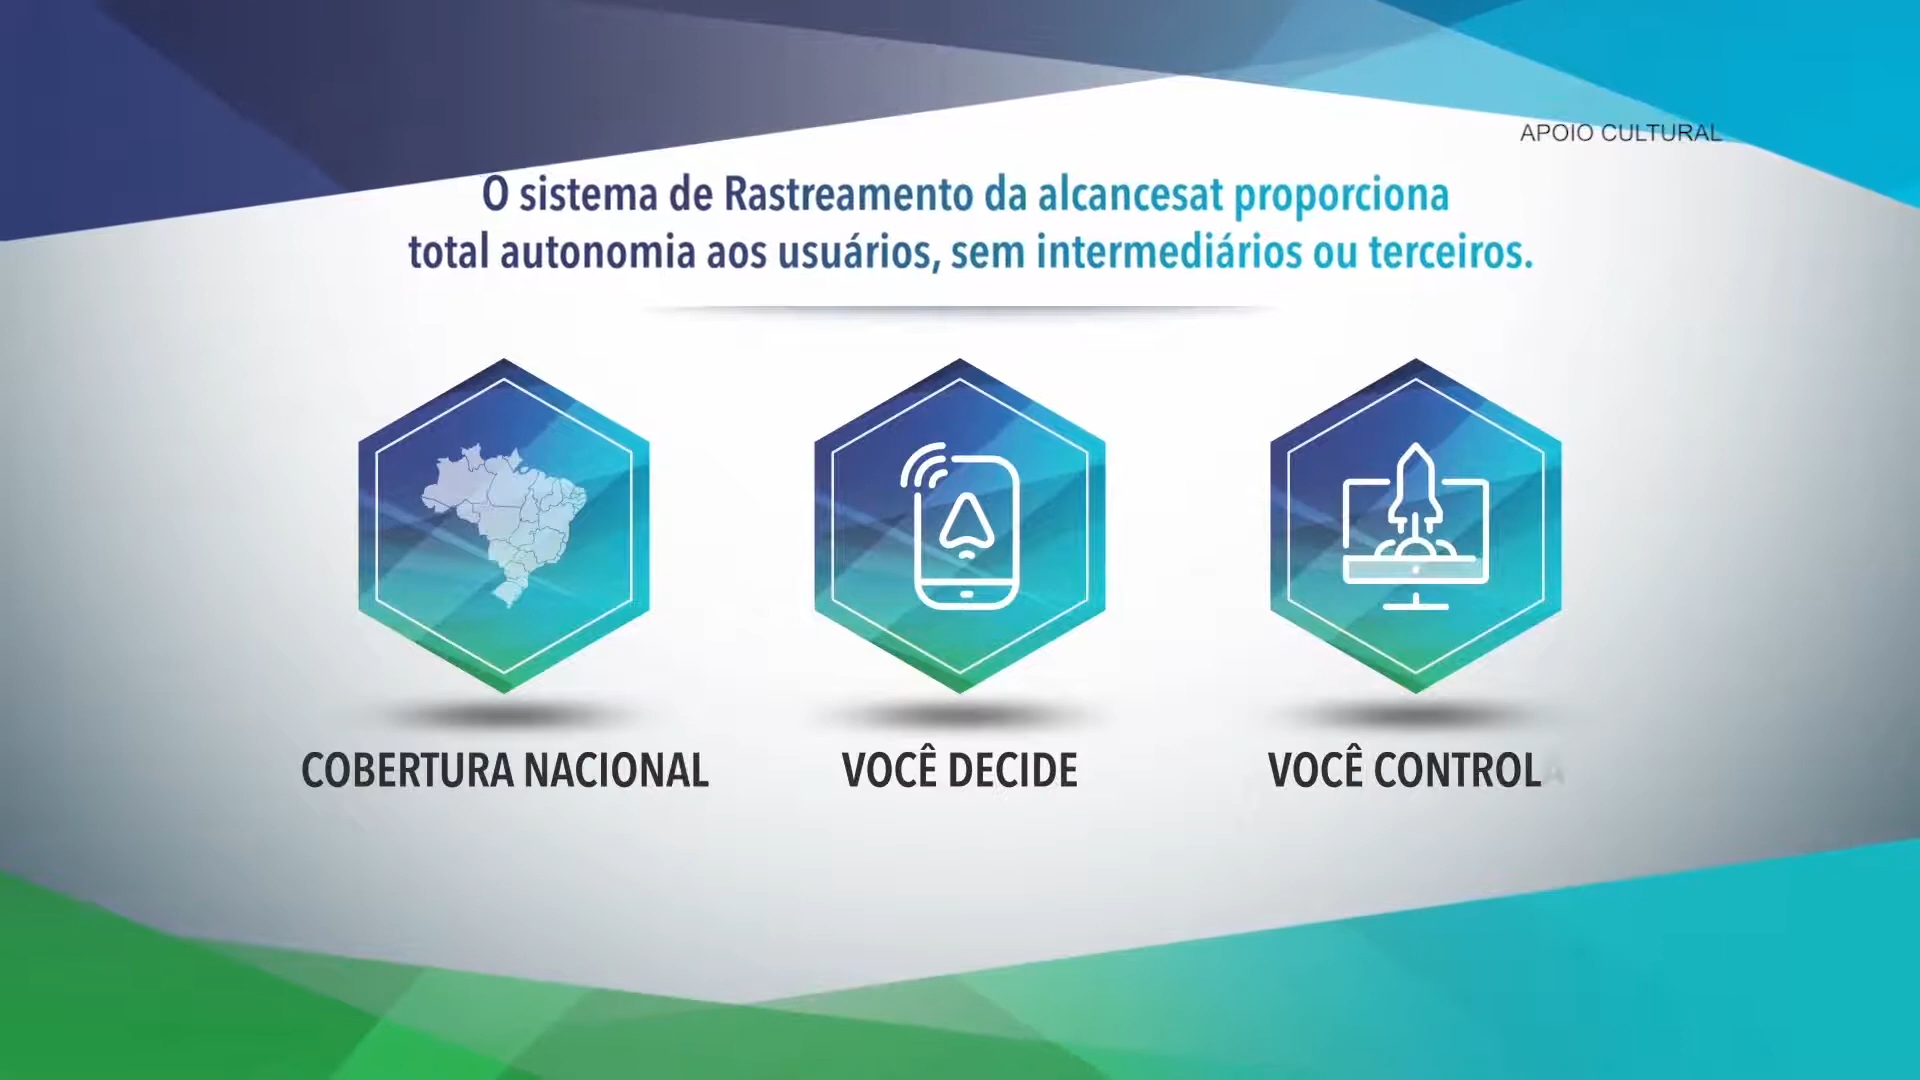 APOIO CULTURAL
O sistema de Rastreamento da alcancesat proporciona
total autonomia aos usuários, sem intermediários ou terceiros.
COBERTURA NACIONAL
VOCÊ DECIDE
VOCÊ CONTROLA